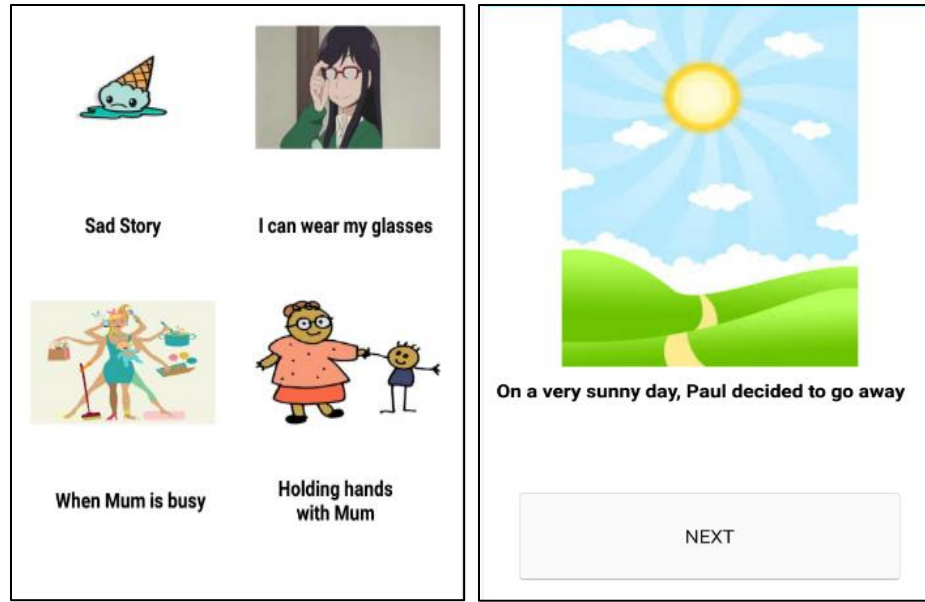 Sad Story
I can wear my glasses
When Mum is busy
Holding hands
with Mum
On a very sunny day, Paul decided to go away
NEXT